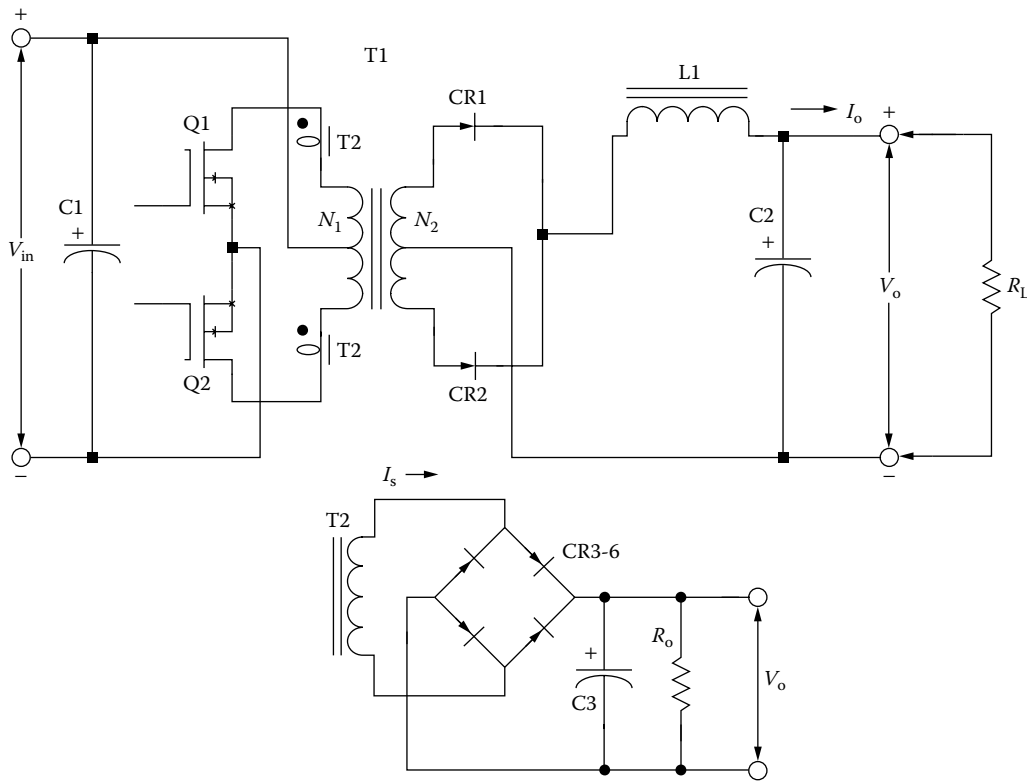 +
T1
L1
CR1
I_o
+
Q1
T2
C1
+
N_1
N_2
C2
+
V_in
V_o
R_L
T2
Q2
CR2
−
−
I_s
T2
CR3-6
+
R_o
C3
V_o